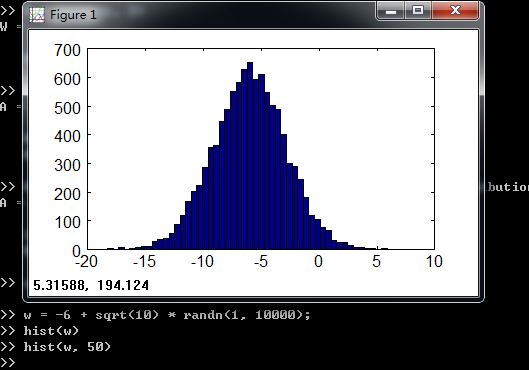 >>
W =
Figure 1
>>
A =
>>
bution
A =
700
600
500
400
300
200
100
0
-20 -15 -10 -5 0 5 10
>>
5.31588, 194.124
>> w = -6 + sqrt(10) * randn(1, 10000);
>> hist(w)
>> hist(w, 50)
>>